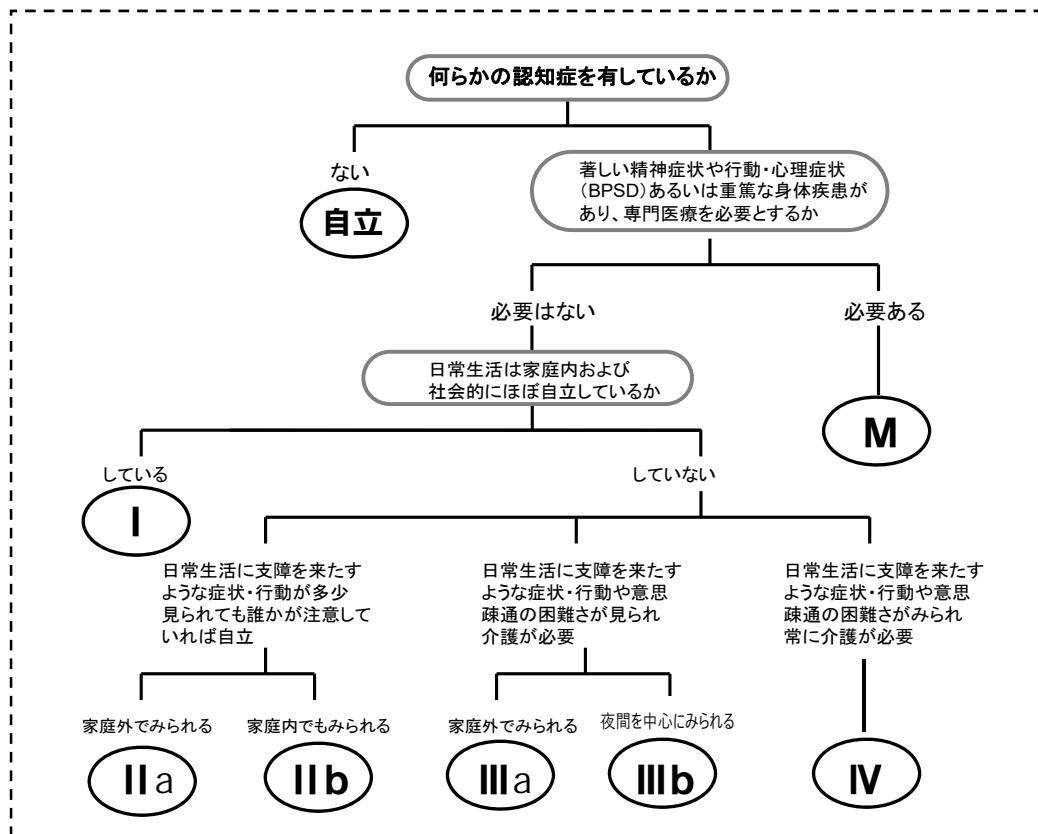 何らかの認知症を有しているか
ない
自立
著しい精神症状や行動・心理症状
(BPSD)あるいは重篤な身体疾患が
あり、専門医療を必要とするか
必要はない
必要ある
日常生活は家庭内および
社会的にほぼ自立しているか
M
している
していない
I
日常生活に支障を来たす
ような症状・行動が多少
見られても誰かが注意して
いれば自立
日常生活に支障を来たす
ような症状・行動や意思
疎通の困難さが見られ
介護が必要
日常生活に支障を来たす
ような症状・行動や意思
疎通の困難さがみられ
常に介護が必要
家庭外でみられる
家庭内でもみられる
家庭外でみられる
夜間を中心にみられる
IIa
IIb
IIIa
IIIb
IV